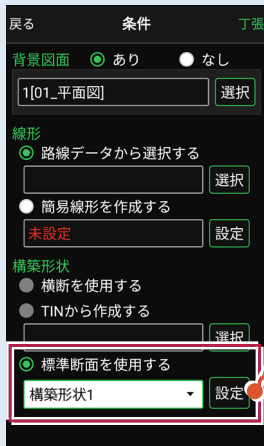 戻る 条件 丁張
背景図面 あり なし
1[01_平面図] 選択
線形
路線データから選択する
選択
簡易線形を作成する
未設定 設定
構築形状
横断を使用する
TINから作成する
選択
標準断面を使用する
構築形状1 設定